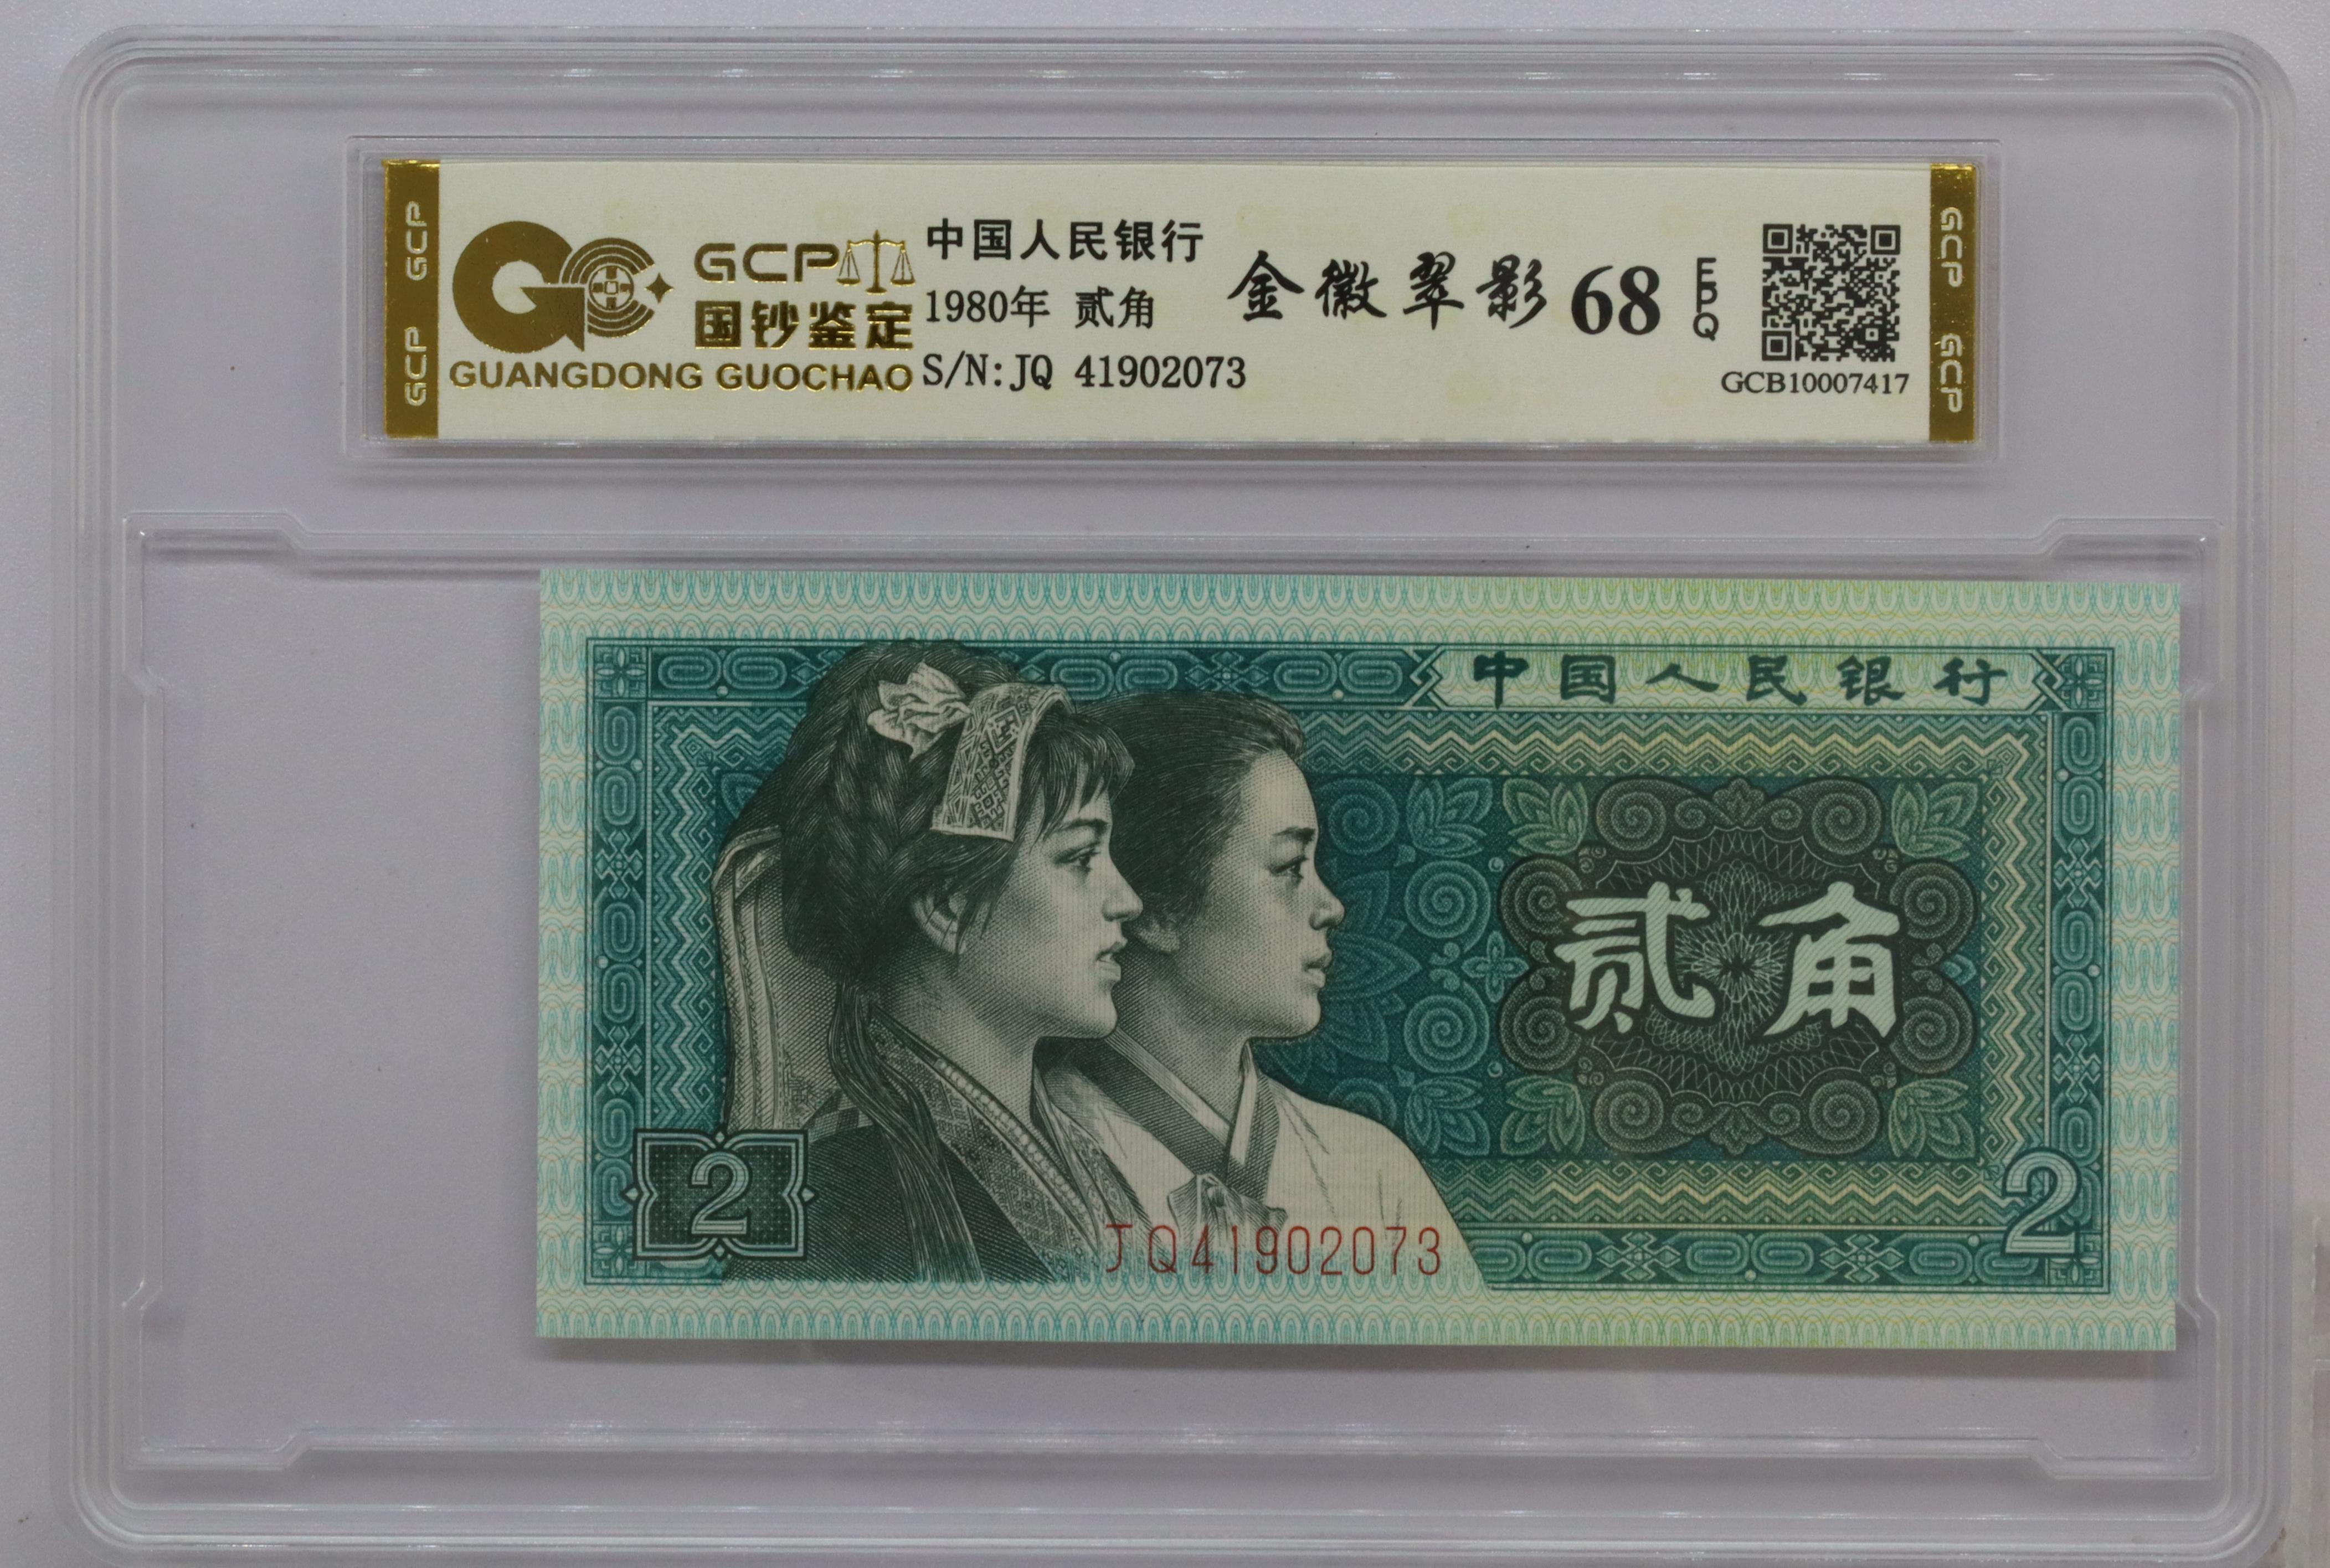 GCP GCP
GCP
国钞鉴定
GUANGDONG GUOCHAO
中国人民银行
1980年 贰角
S/N:JQ 41902073
金徽翠影 68 EPQ
GCB10007417
GCP GCP
中国人民银行
贰角
2
JQ41902073
2